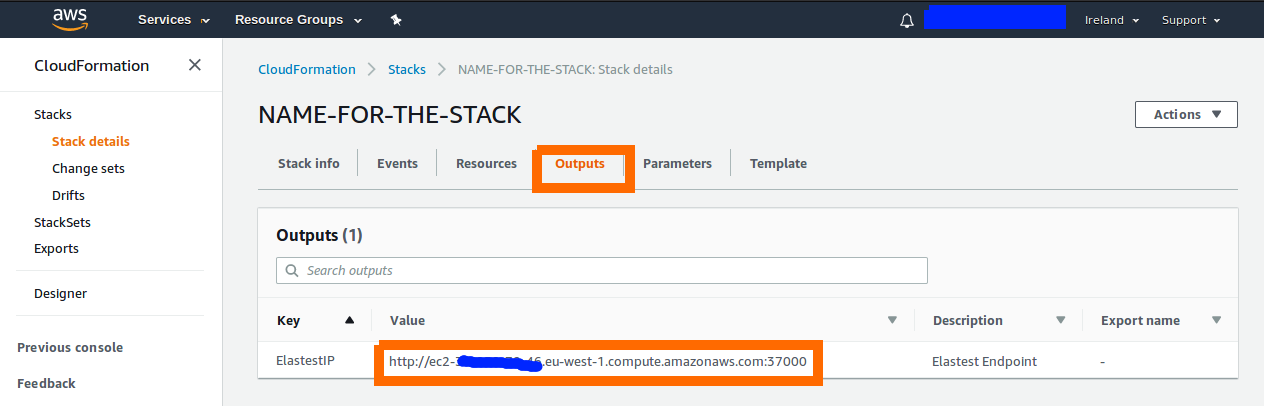 aws Services Resource Groups Ireland Support
CloudFormation
Stacks
Stack details
Change sets
Drifts
StackSets
Exports
Designer
Previous console
Feedback
CloudFormation > Stacks > NAME-FOR-THE-STACK: Stack details
NAME-FOR-THE-STACK
Actions
Stack info Events Resources Outputs Parameters Template
Outputs (1)
Search outputs
Key Value Description Export name
ElastestIP http://ec2-3 46.eu-west-1.compute.amazonaws.com:37000 Elastest Endpoint -